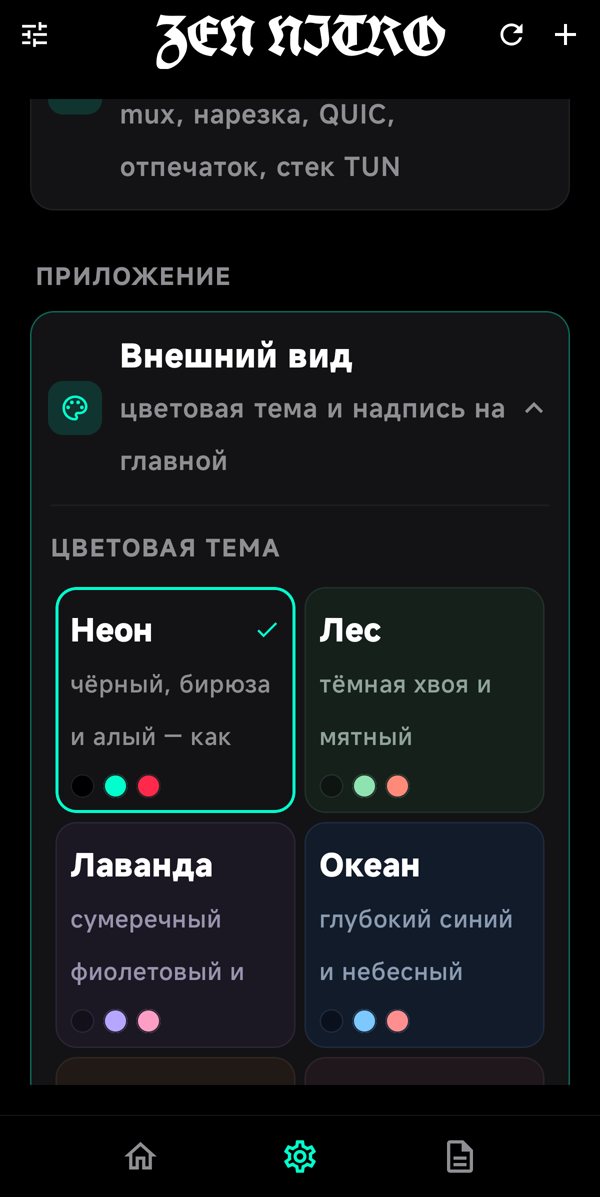 ZEN NITRO
mux, нарезка, QUIC,
отпечаток, стек TUN
ПРИЛОЖЕНИЕ
Внешний вид
цветовая тема и надпись на
главной
ЦВЕТОВАЯ ТЕМА
Неон
чёрный, бирюза
и алый — как
Лес
тёмная хвоя и
мятный
Лаванда
сумеречный
фиолетовый и
Океан
глубокий синий
и небесный